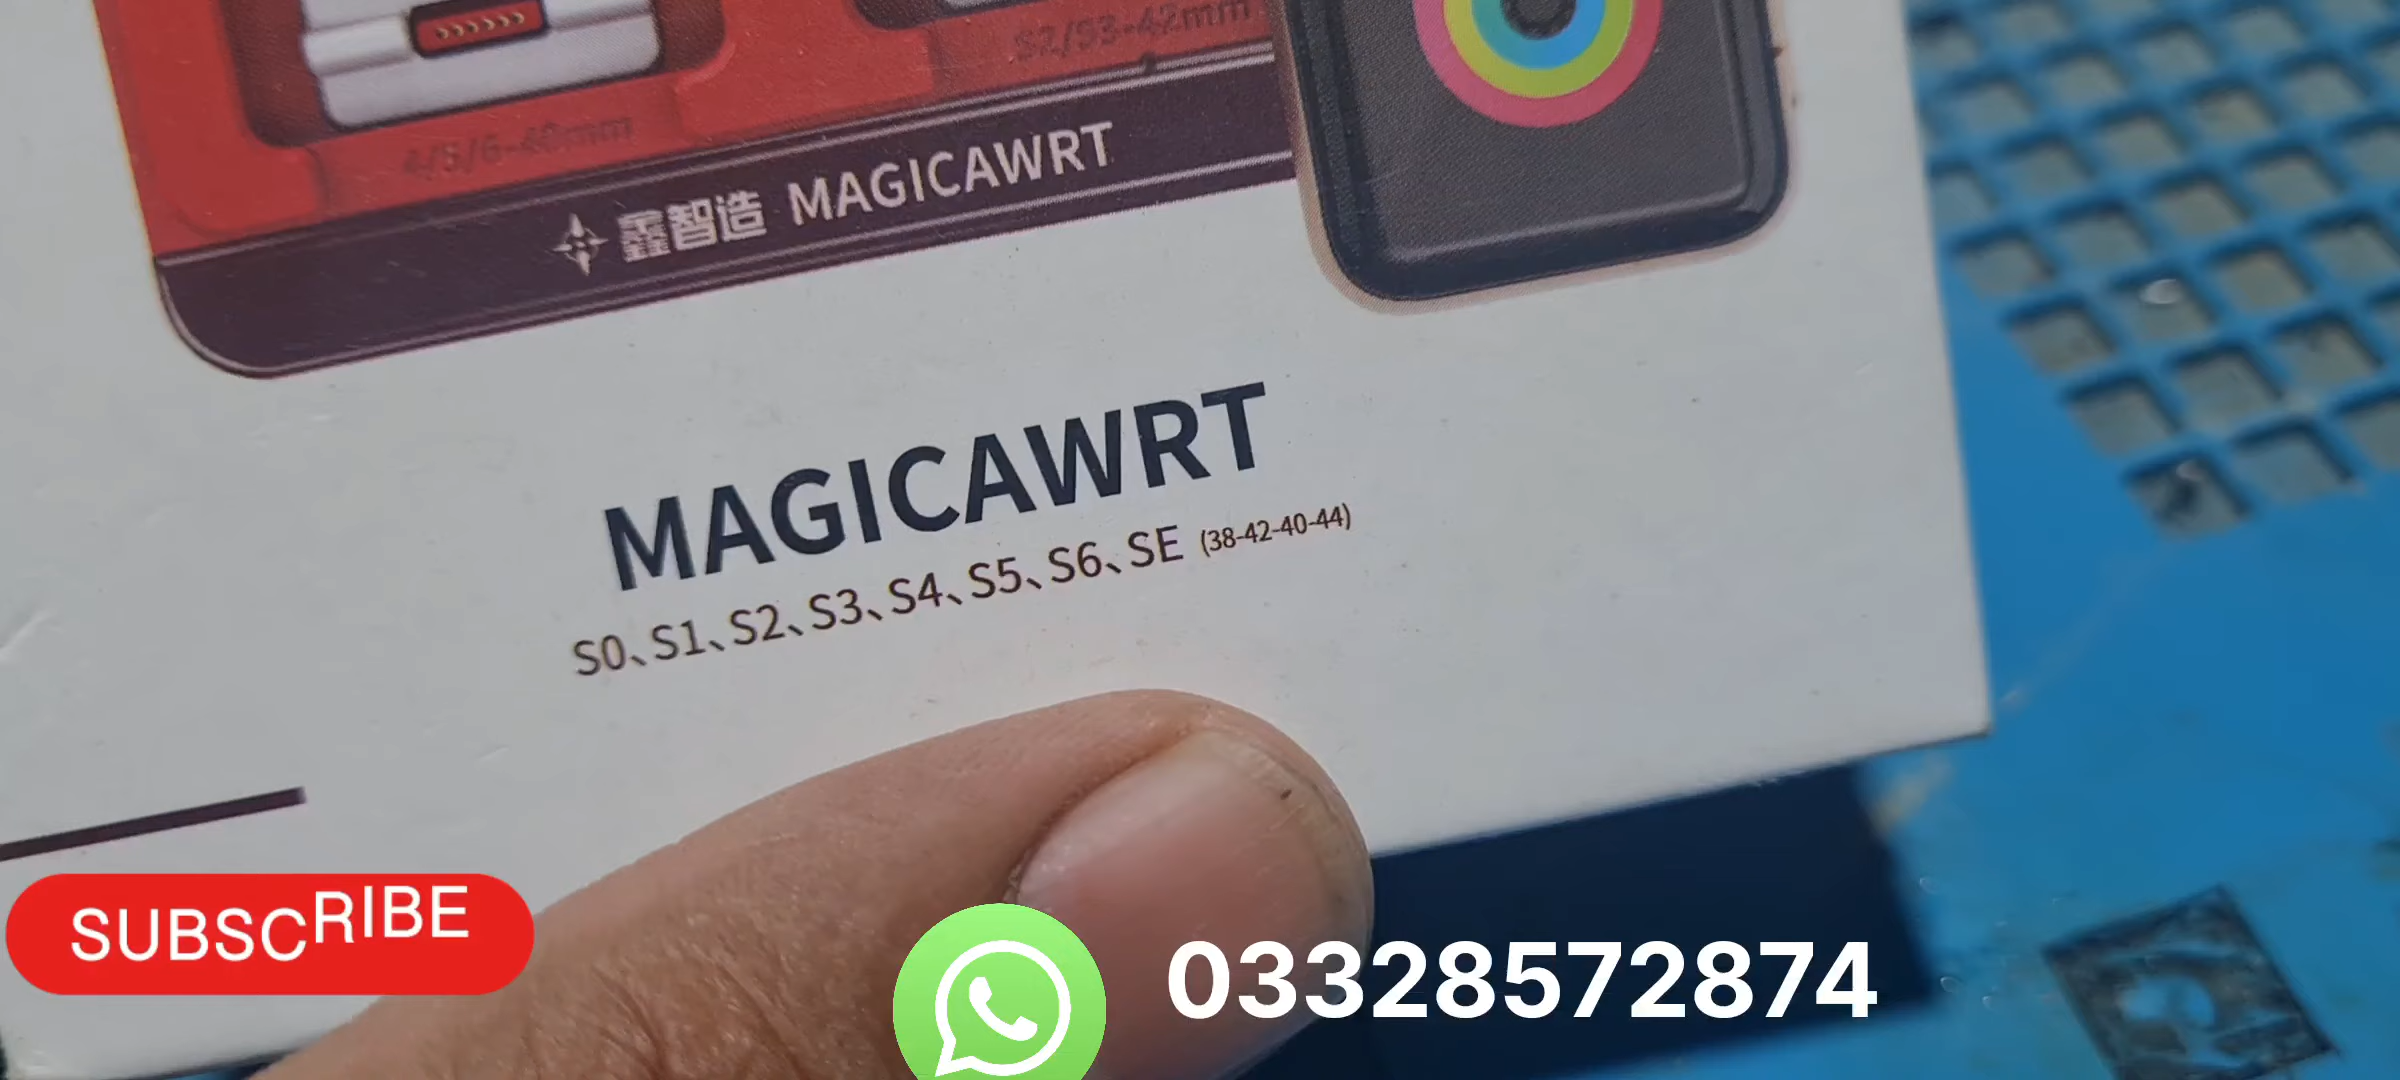 S2/S3-42mm
4/5/6-40mm
鑫智造 MAGICAWRT
MAGICAWRT
S0、S1、S2、S3、S4、S5、S6、SE (38-42-40-44)
SUBSCRIBE
03328572874